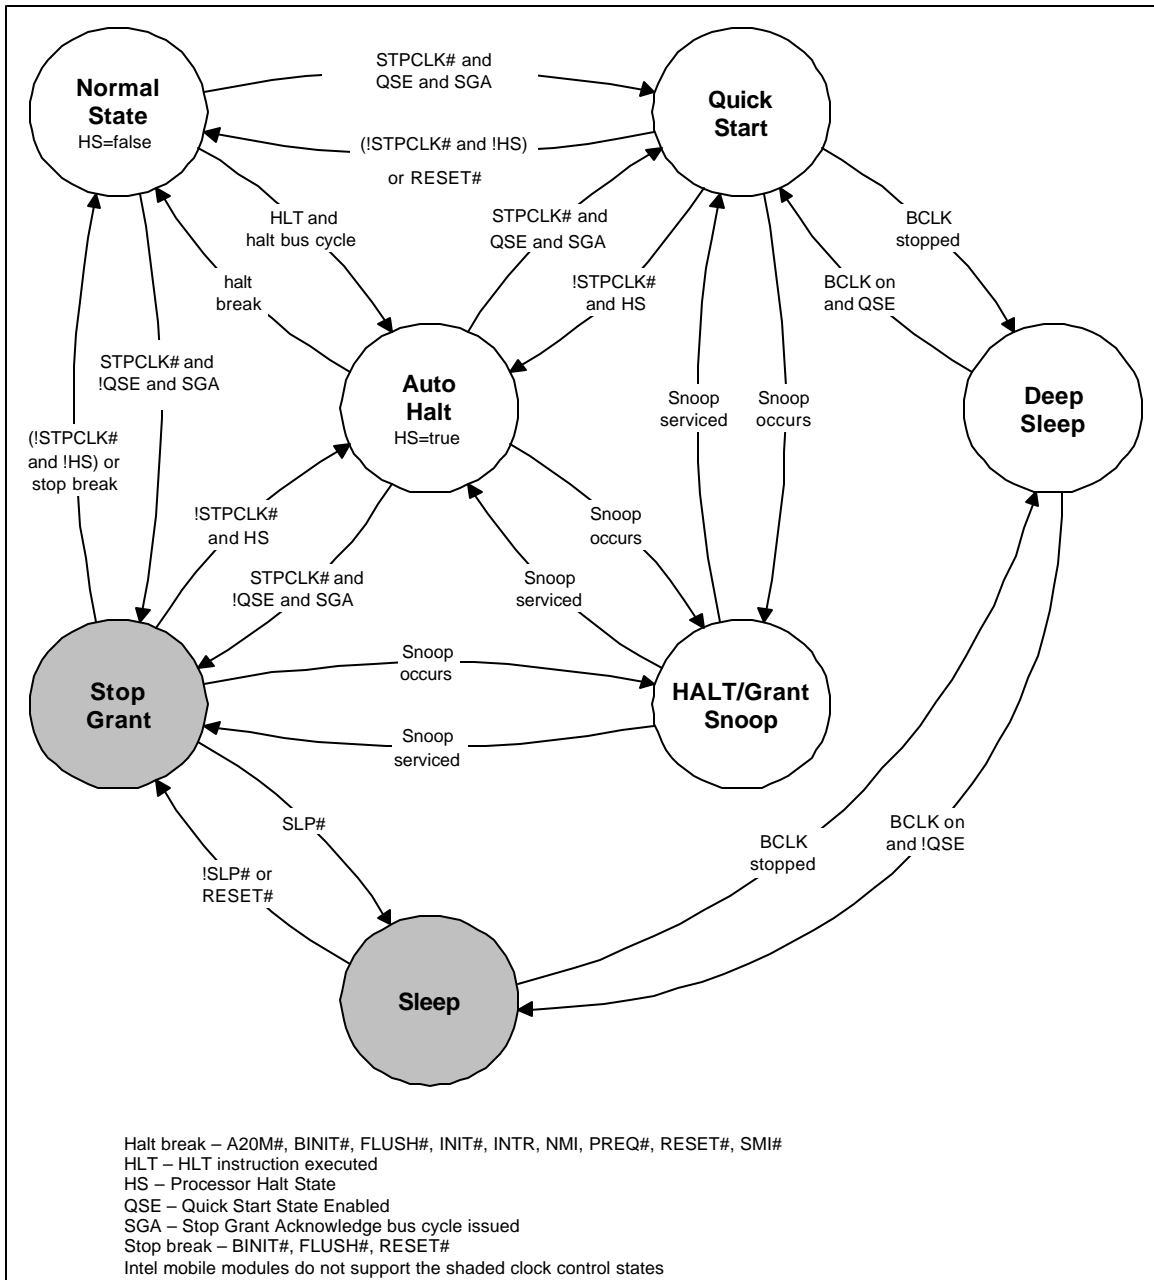 Normal
State
HS=false
STPCLK# and
QSE and SGA
Quick
Start
(!STPCLK# and !HS)
or RESET#
HLT and
halt bus cycle
STPCLK# and
QSE and SGA
BCLK
stopped
halt
break
!STPCLK#
and HS
BCLK on
and QSE
STPCLK# and
!QSE and SGA
Auto
Halt
HS=true
Snoop
serviced
Snoop
occurs
Deep
Sleep
(!STPCLK#
and !HS) or
stop break
!STPCLK#
and HS
Snoop
occurs
STPCLK# and
!QSE and SGA
Snoop
serviced
Stop
Grant
Snoop
occurs
HALT/Grant
Snoop
Snoop
serviced
SLP#
BCLK
stopped
BCLK on
and !QSE
!SLP# or
RESET#
Sleep
Halt break – A20M#, BINIT#, FLUSH#, INIT#, INTR, NMI, PREQ#, RESET#, SMI#
HLT – HLT instruction executed
HS – Processor Halt State
QSE – Quick Start State Enabled
SGA – Stop Grant Acknowledge bus cycle issued
Stop break – BINIT#, FLUSH#, RESET#
Intel mobile modules do not support the shaded clock control states